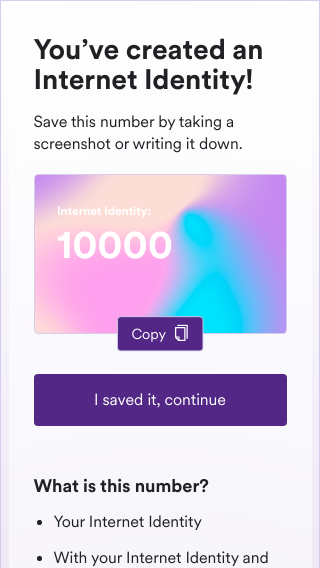 You’ve created an
Internet Identity!
Save this number by taking a
screenshot or writing it down.
Internet Identity:
10000
Copy
I saved it, continue
What is this number?
• Your Internet Identity
• With your Internet Identity and